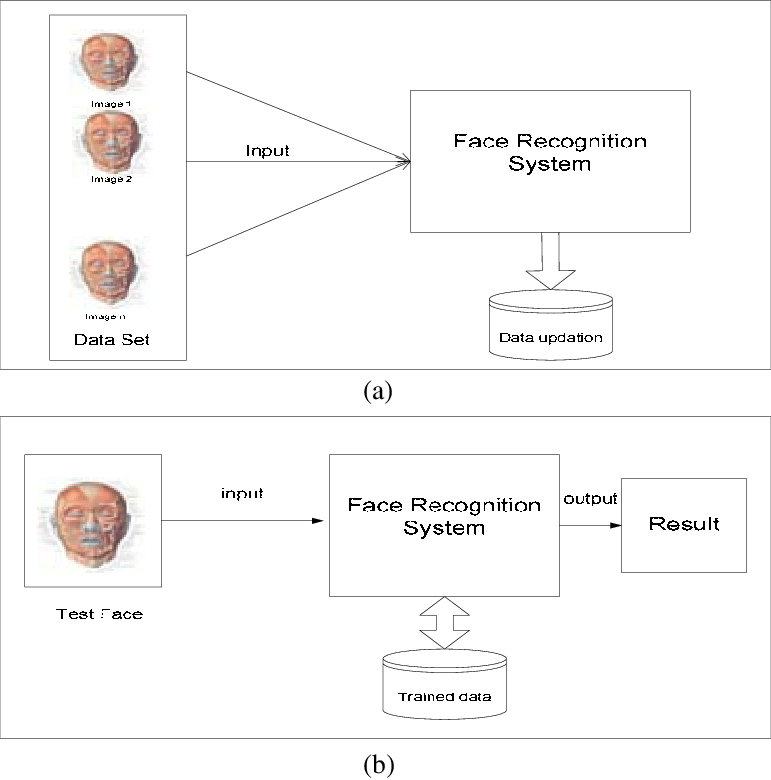 Image 1
Image 2
Image n
Data Set
Input
Face Recognition
System
Data updation
(a)
Test Face
input
Face Recognition
System
output
Result
Trained data
(b)